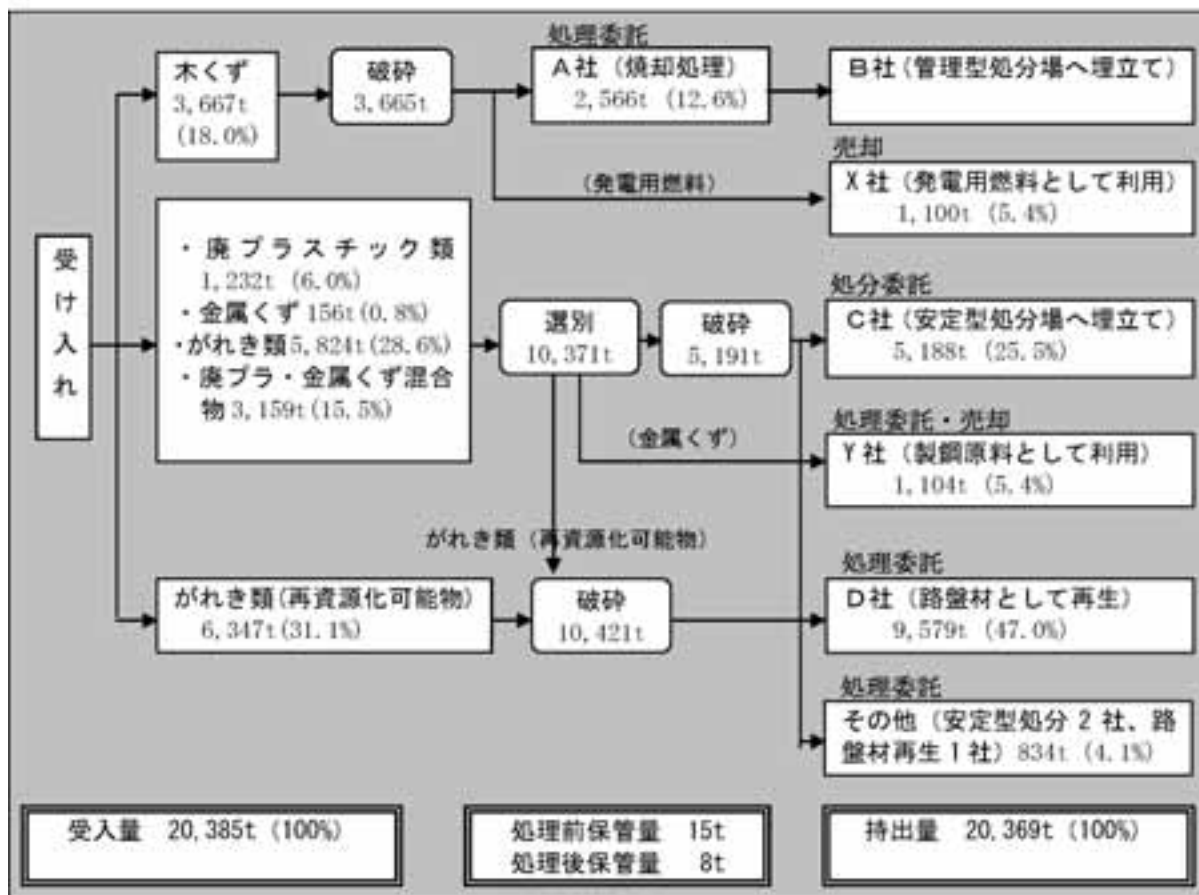 処理委託
木くず
3,667t
(18.0%)
破砕
3,665t
A社(焼却処理)
2,566t (12.6%)
B社(管理型処分場へ埋立て)
売却
(発電用燃料)
X社(発電用燃料として利用)
1,100t (5.4%)
受け入れ
・廃プラスチック類
1,232t (6.0%)
・金属くず156t(0.8%)
・がれき類5,824t(28.6%)
・廃プラ・金属くず混合
物3,159t(15.5%)
選別
10,371t
破砕
5,191t
処分委託
C社(安定型処分場へ埋立て)
5,188t (25.5%)
処理委託・売却
(金属くず)
Y社(製鋼原料として利用)
1,104t (5.4%)
がれき類(再資源化可能物)
がれき類(再資源化可能物)
6,347t(31.1%)
破砕
10,421t
処理委託
D社(路盤材として再生)
9,579t (47.0%)
処理委託
その他(安定型処分2社、路
盤材再生1社)834t (4.1%)
受入量 20,385t (100%)
処理前保管量 15t
処理後保管量 8t
持出量 20,369t (100%)